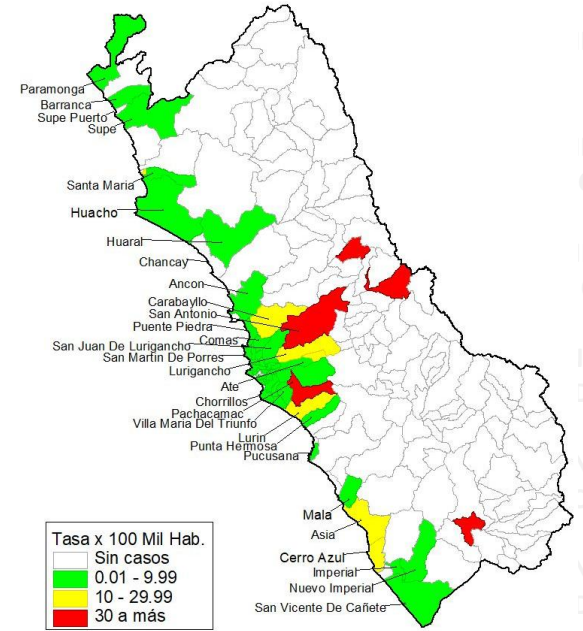 Paramonga
Barranca
Supe Puerto
Supe
Santa Maria
Huacho
Huaral
Chancay
Ancon
Carabayllo
San Antonio
Puente Piedra
Comas
San Juan De Lurigancho
San Martin De Porres
Lurigancho
Ate
Chorrillos
Pachacamac
Villa Maria Del Triunfo
Lurin
Punta Hermosa
Pucusana
Mala
Asia
Cerro Azul
Imperial
Nuevo Imperial
San Vicente De Cañete
Tasa x 100 Mil Hab.
Sin casos
0.01 - 9.99
10 - 29.99
30 a más